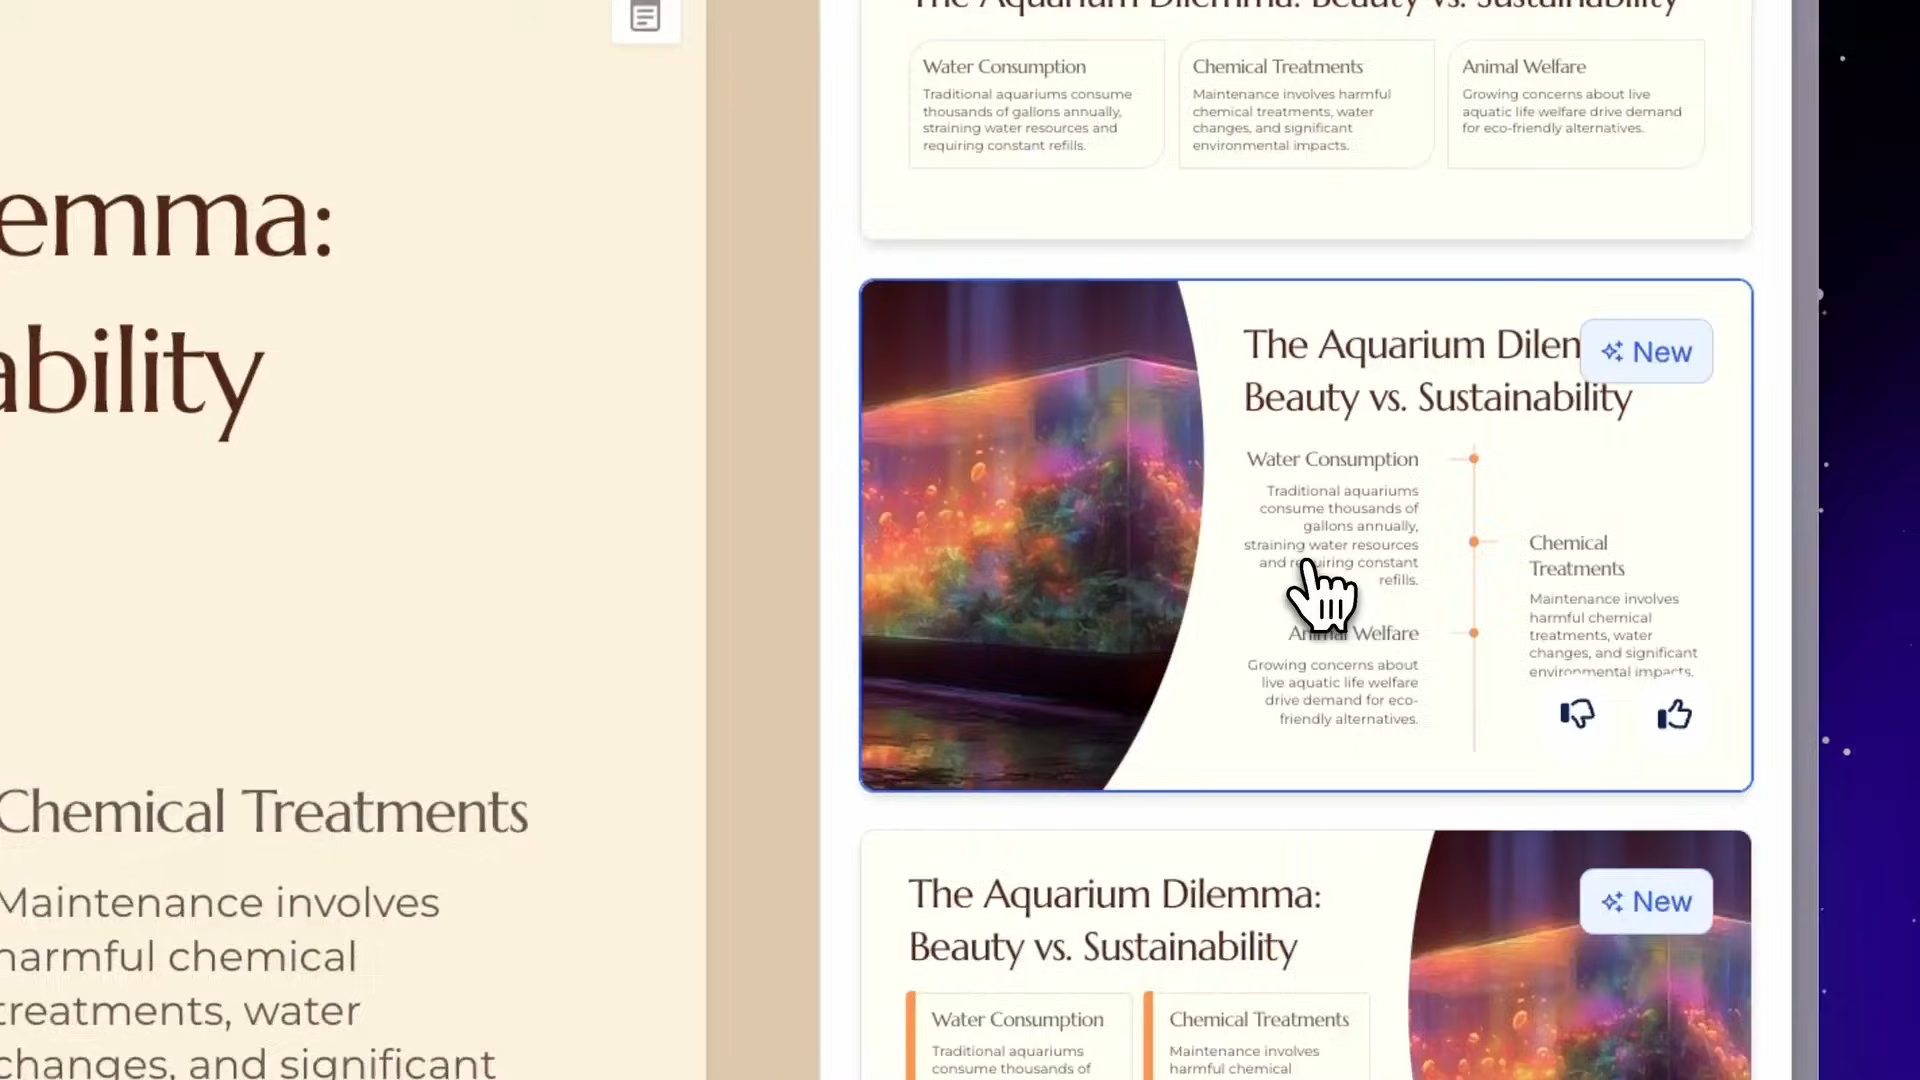 emma:
ability
Chemical Treatments
Maintenance involves
harmful chemical
treatments, water
changes, and significant
The Aquarium Dilemma: Beauty vs. Sustainability
Water Consumption
Traditional aquariums consume
thousands of gallons annually,
straining water resources and
requiring constant refills.
Chemical Treatments
Maintenance involves harmful
chemical treatments, water
changes, and significant
environmental impacts.
Animal Welfare
Growing concerns about live
aquatic life welfare drive demand
for eco-friendly alternatives.
The Aquarium Dilem
New
Beauty vs. Sustainability
Water Consumption
Traditional aquariums
consume thousands of
gallons annually,
straining water resources
and requiring constant
refills.
Chemical
Treatments
Maintenance involves
harmful chemical
treatments, water
changes, and significant
environmental impacts.
Animal Welfare
Growing concerns about
live aquatic life welfare
drive demand for eco-
friendly alternatives.
The Aquarium Dilemma:
Beauty vs. Sustainability
New
Water Consumption
Traditional aquariums
consume thousands of
Chemical Treatments
Maintenance involves
harmful chemical